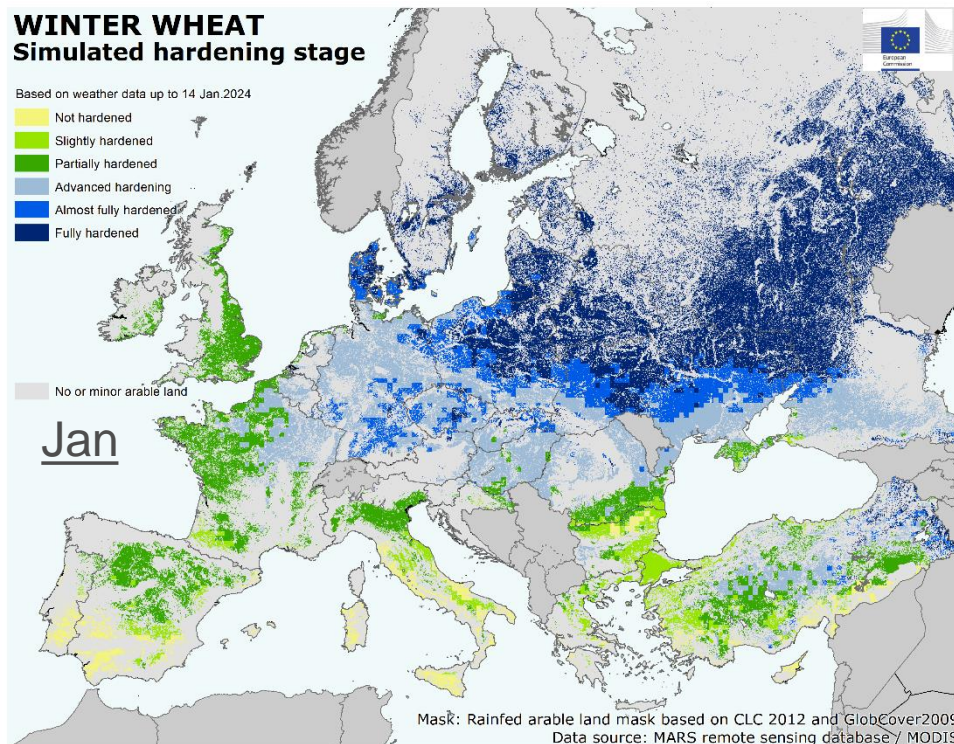 WINTER WHEAT
Simulated hardening stage
European
Commission
Based on weather data up to 14 Jan.2024
Not hardened
Slightly hardened
Partially hardened
Advanced hardening
Almost fully hardened
Fully hardened
No or minor arable land
Jan
Mask: Rainfed arable land mask based on CLC 2012 and GlobCover2009
Data source: MARS remote sensing database / MODIS